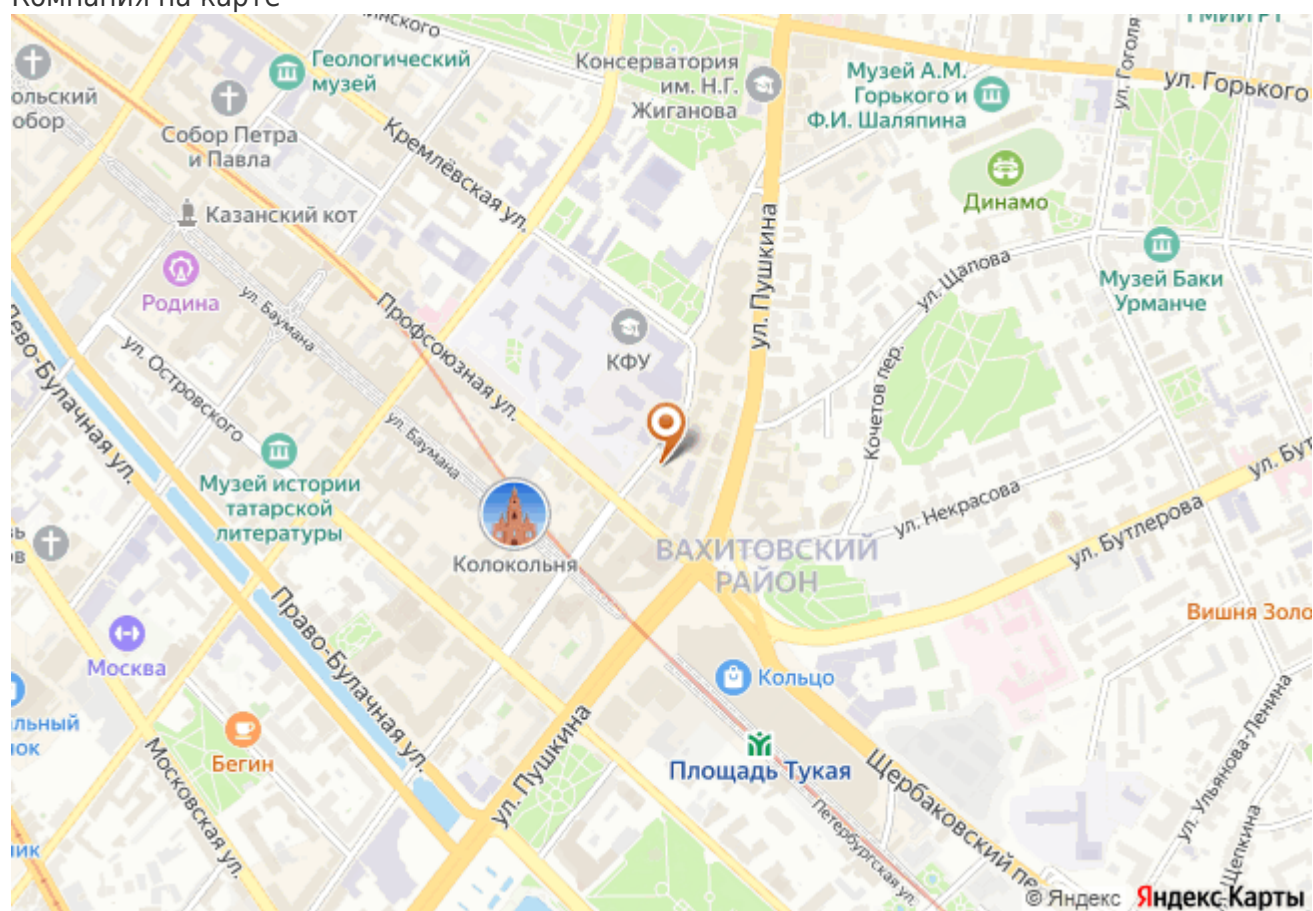 Компания на карте
Геологический
музей
Консерватория
им. Н.Г.
Жиганова
Музей А.М.
Горького и
Ф.И. Шаляпина
ул. Гоголя
ул. Горького
Собор Петра
и Павла
Кремлёвская ул.
Казанский кот
Динамо
ул. Пушкина
ул. Щапова
Музей Баки
Урманче
Родина
ул. Баумана
Профсоюзная ул.
КФУ
Лево-Булачная ул.
ул. Островского
ул. Баумана
Кочетов пер.
Музей истории
татарской
литературы
ул. Некрасова
ул. Бутлерова
Колокольня
ВАХИТОВСКИЙ
РАЙОН
Вишня Золо
Право-Булачная ул.
Москва
Кольцо
Бегин
Московская ул.
ул. Пушкина
Площадь Тукая
Щербаковский пе
Петербургская ул.
ул. Ульянова-Ленина
© Яндекс Яндекс Карты